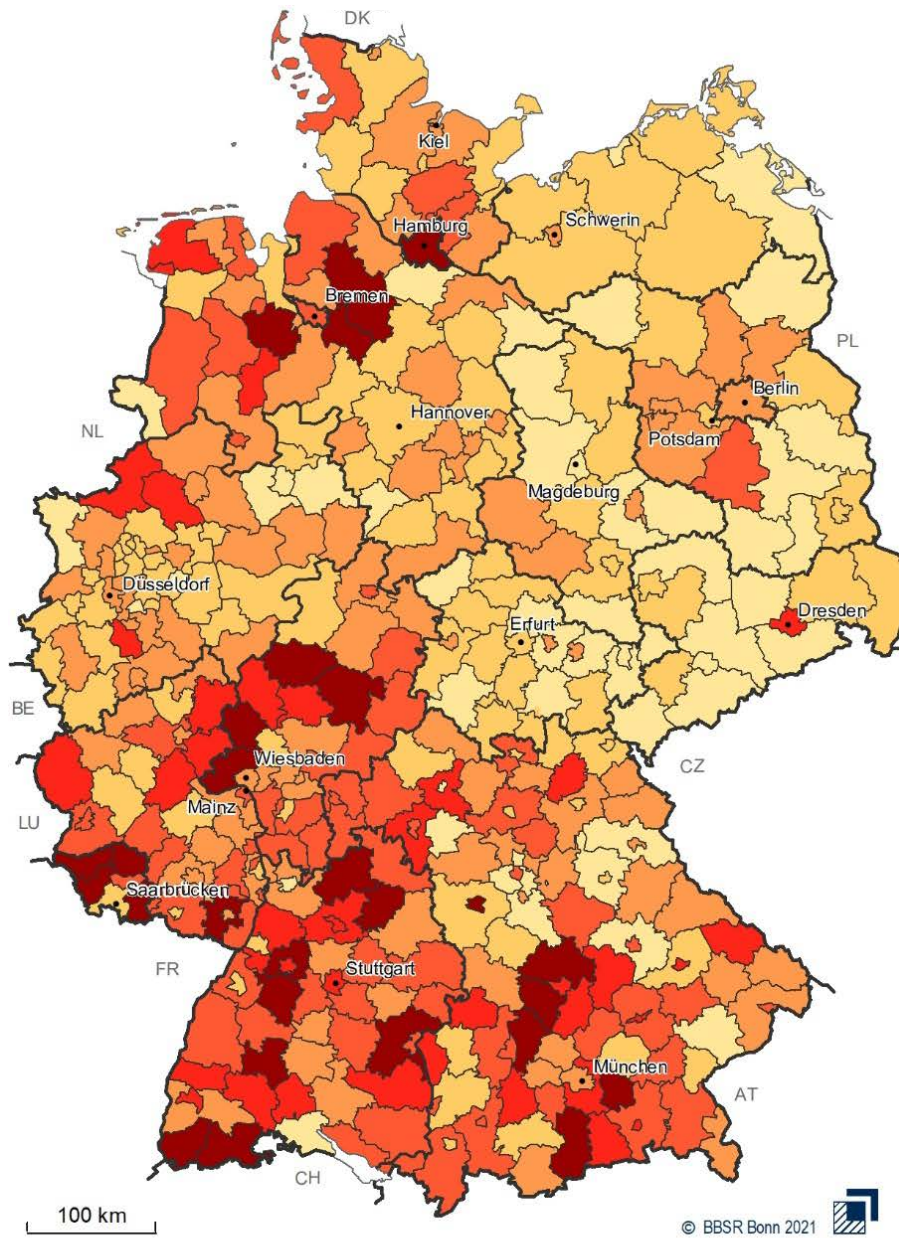 DK
Kiel
Hamburg
Schwerin
Bremen
PL
Berlin
Hannover
NL
Potsdam
Magdeburg
Düsseldorf
Erfurt
Dresden
BE
Wiesbaden
CZ
LU
Mainz
Saarbrücken
FR
Stuttgart
München
AT
CH
100 km
© BBSR Bonn 2021